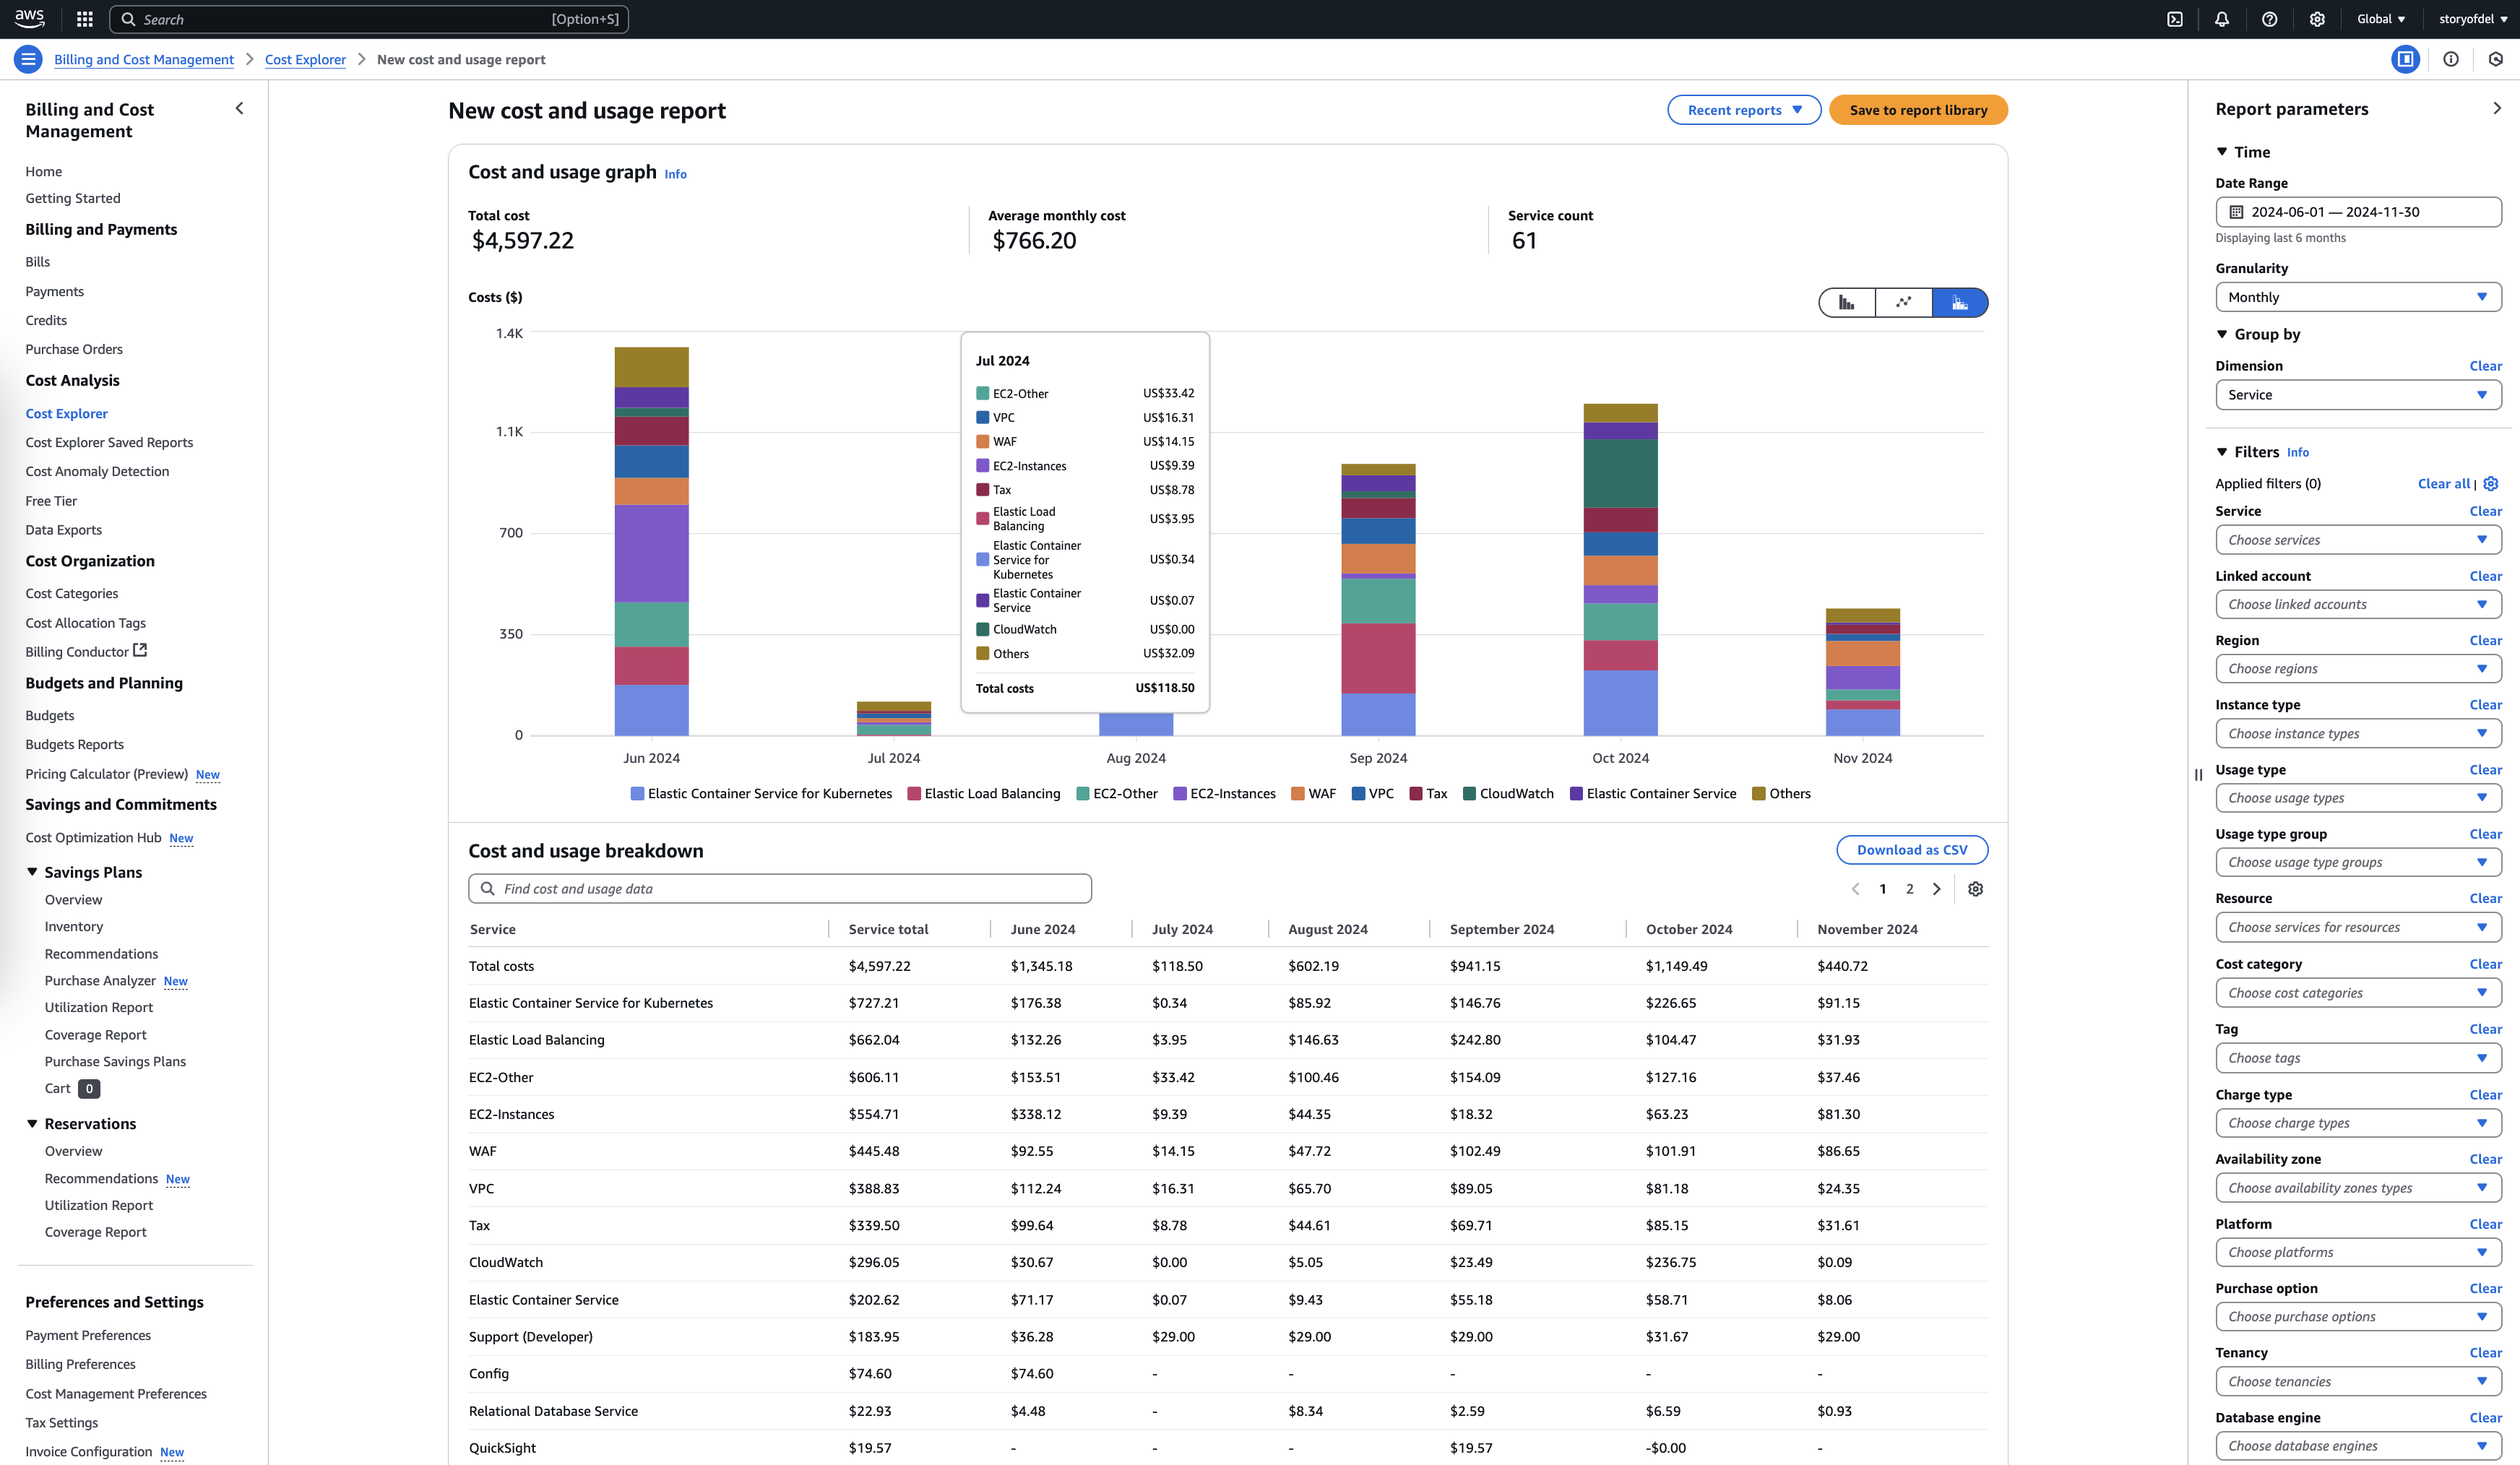 aws
Search [Option+S] Global storyofdel
Billing and Cost Management Cost Explorer New cost and usage report
Billing and Cost
Management
Home
Getting Started
Billing and Payments
Bills
Payments
Credits
Purchase Orders
Cost Analysis
Cost Explorer
Cost Explorer Saved Reports
Cost Anomaly Detection
Free Tier
Data Exports
Cost Organization
Cost Categories
Cost Allocation Tags
Billing Conductor
Budgets and Planning
Budgets
Budgets Reports
Pricing Calculator (Preview) New
Savings and Commitments
Cost Optimization Hub New
Savings Plans
Overview
Inventory
Recommendations
Purchase Analyzer New
Utilization Report
Coverage Report
Purchase Savings Plans
Cart 0
Reservations
Overview
Recommendations New
Utilization Report
Coverage Report
Preferences and Settings
Payment Preferences
Billing Preferences
Cost Management Preferences
Tax Settings
Invoice Configuration New
New cost and usage report
Recent reports
Save to report library
Cost and usage graph Info
Total cost
$4,597.22
Average monthly cost
$766.20
Service count
61
Costs ($)
1.4K
1.1K
700
350
0
Jul 2024
EC2-Other US$33.42
VPC US$16.31
WAF US$14.15
EC2-Instances US$9.39
Tax US$8.78
Elastic Load
Balancing US$3.95
Elastic Container
Service for US$0.34
Kubernetes
Elastic Container
Service US$0.07
CloudWatch US$0.00
Others US$32.09
Total costs US$118.50
Jun 2024 Jul 2024 Aug 2024 Sep 2024 Oct 2024 Nov 2024
Elastic Container Service for Kubernetes Elastic Load Balancing EC2-Other EC2-Instances WAF VPC Tax CloudWatch Elastic Container Service Others
Cost and usage breakdown
Download as CSV
Find cost and usage data
1 2
Service Service total June 2024 July 2024 August 2024 September 2024 October 2024 November 2024
Total costs $4,597.22 $1,345.18 $118.50 $602.19 $941.15 $1,149.49 $440.72
Elastic Container Service for Kubernetes $727.21 $176.38 $0.34 $85.92 $146.76 $226.65 $91.15
Elastic Load Balancing $662.04 $132.26 $3.95 $146.63 $242.80 $104.47 $31.93
EC2-Other $606.11 $153.51 $33.42 $100.46 $154.09 $127.16 $37.46
EC2-Instances $554.71 $338.12 $9.39 $44.35 $18.32 $63.23 $81.30
WAF $445.48 $92.55 $14.15 $47.72 $102.49 $101.91 $86.65
VPC $388.83 $112.24 $16.31 $65.70 $89.05 $81.18 $24.35
Tax $339.50 $99.64 $8.78 $44.61 $69.71 $85.15 $31.61
CloudWatch $296.05 $30.67 $0.00 $5.05 $23.49 $236.75 $0.09
Elastic Container Service $202.62 $71.17 $0.07 $9.43 $55.18 $58.71 $8.06
Support (Developer) $183.95 $36.28 $29.00 $29.00 $29.00 $31.67 $29.00
Config $74.60 $74.60 - - - - -
Relational Database Service $22.93 $4.48 - $8.34 $2.59 $6.59 $0.93
QuickSight $19.57 - - - $19.57 -$0.00 -
Report parameters
Time
Date Range
2024-06-01 — 2024-11-30
Displaying last 6 months
Granularity
Monthly
Group by
Dimension Clear
Service
Filters Info
Applied filters (0) Clear all |
Service Clear
Choose services
Linked account Clear
Choose linked accounts
Region Clear
Choose regions
Instance type Clear
Choose instance types
Usage type Clear
Choose usage types
Usage type group Clear
Choose usage type groups
Resource Clear
Choose services for resources
Cost category Clear
Choose cost categories
Tag Clear
Choose tags
Charge type Clear
Choose charge types
Availability zone Clear
Choose availability zones types
Platform Clear
Choose platforms
Purchase option Clear
Choose purchase options
Tenancy Clear
Choose tenancies
Database engine Clear
Choose database engines